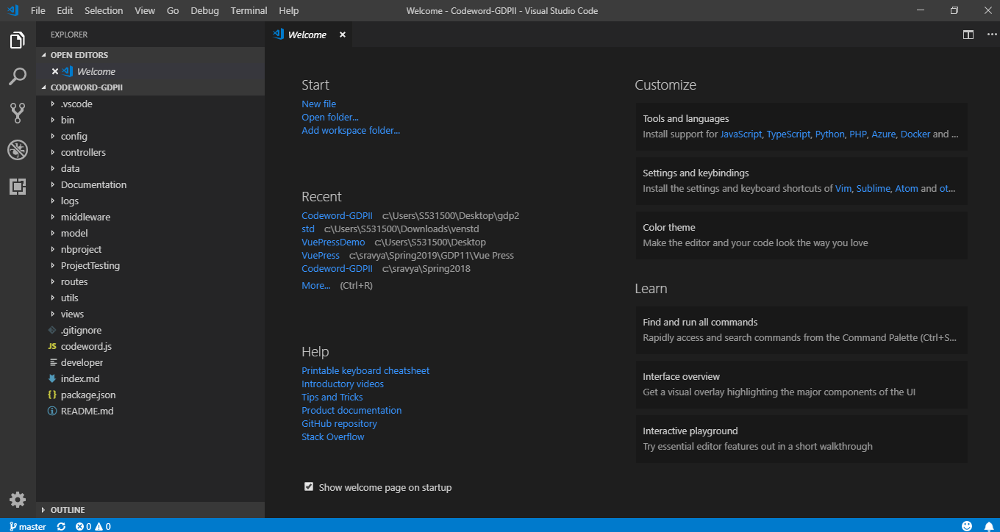 File Edit Selection View Go Debug Terminal Help
Welcome - Codeword-GDPII - Visual Studio Code
EXPLORER
OPEN EDITORS
Welcome
CODEWORD-GDPII
.vscode
bin
config
controllers
data
Documentation
logs
middleware
model
nbproject
ProjectTesting
routes
utils
views
.gitignore
JS codeword.js
developer
index.md
{} package.json
README.md
OUTLINE
Welcome
Start
New file
Open folder...
Add workspace folder...
Recent
Codeword-GDPII c:\Users\S531500\Desktop\gdp2
std c:\Users\S531500\Downloads\venstd
VuePressDemo c:\Users\S531500\Desktop
VuePress c:\sravya\Spring2019\GDP11\Vue Press
Codeword-GDPII c:\sravya\Spring2018
More... (Ctrl+R)
Help
Printable keyboard cheatsheet
Introductory videos
Tips and Tricks
Product documentation
GitHub repository
Stack Overflow
Show welcome page on startup
Customize
Tools and languages
Install support for JavaScript, TypeScript, Python, PHP, Azure, Docker and ...
Settings and keybindings
Install the settings and keyboard shortcuts of Vim, Sublime, Atom and ot...
Color theme
Make the editor and your code look the way you love
Learn
Find and run all commands
Rapidly access and search commands from the Command Palette (Ctrl+S...
Interface overview
Get a visual overlay highlighting the major components of the UI
Interactive playground
Try essential editor features out in a short walkthrough
master 0 0